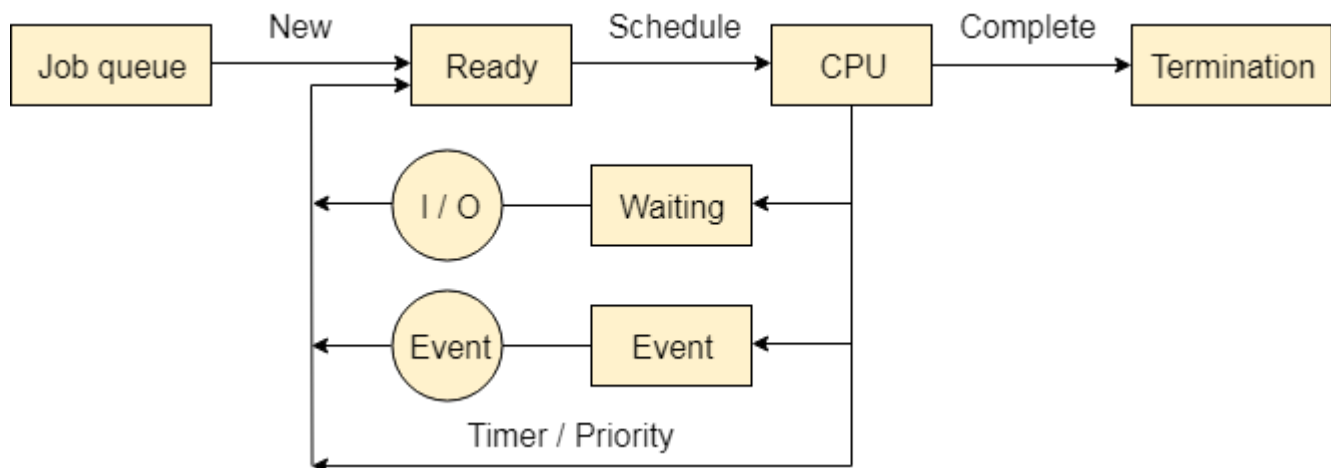 New
Schedule
Complete
Job queue
Ready
CPU
Termination
I / O
Waiting
Event
Event
Timer / Priority